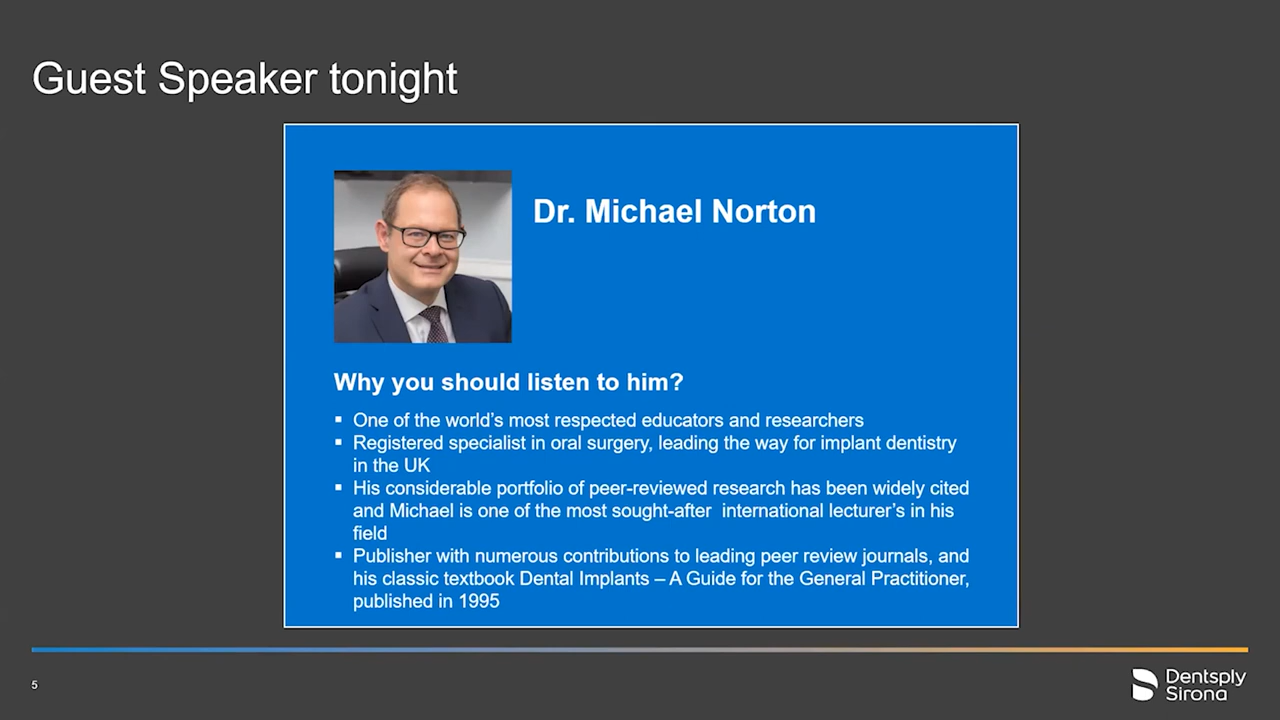 Guest Speaker tonight
Dr. Michael Norton
Why you should listen to him?
▪ One of the world's most respected educators and researchers
▪ Registered specialist in oral surgery, leading the way for implant dentistry
in the UK
▪ His considerable portfolio of peer-reviewed research has been widely cited
and Michael is one of the most sought-after  international lecturer's in his
field
▪ Publisher with numerous contributions to leading peer review journals, and
his classic textbook Dental Implants – A Guide for the General Practitioner,
published in 1995
5
Dentsply
Sirona